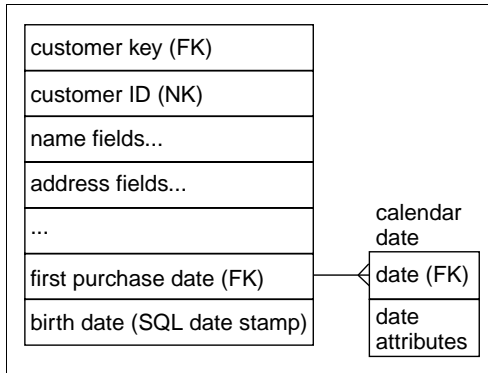 customer key (FK)
customer ID (NK)
name fields...
address fields...
...
first purchase date (FK)
birth date (SQL date stamp)
calendar
date
date (FK)
date
attributes